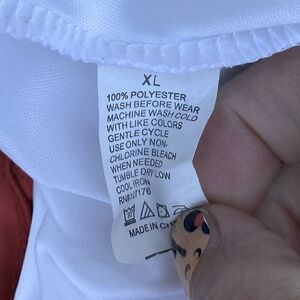 XL
100% POLYESTER
WASH BEFORE WEAR
MACHINE WASH COLD
WITH LIKE COLORS
GENTLE CYCLE
USE ONLY NON-
CHLORINE BLEACH
WHEN NEEDED
TUMBLE DRY LOW
COOL IRON
MADE IN